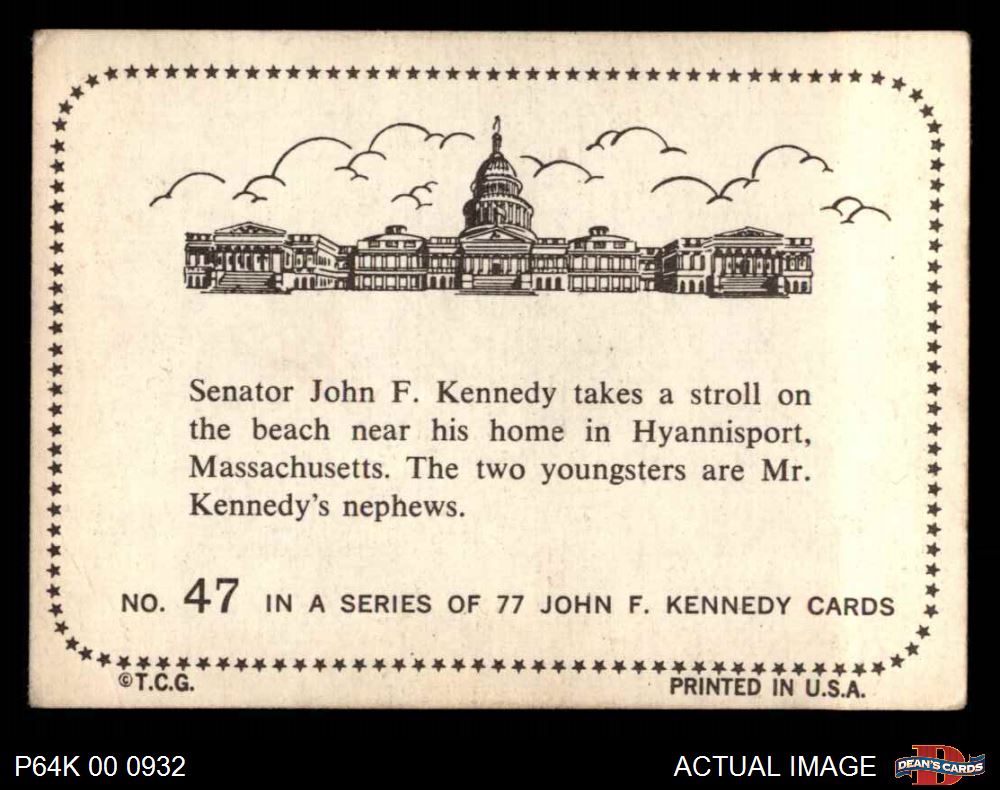 Senator John F. Kennedy takes a stroll on
the beach near his home in Hyannisport,
Massachusetts. The two youngsters are Mr.
Kennedy's nephews.
NO. 47 IN A SERIES OF 77 JOHN F. KENNEDY CARDS
©T.C.G.
PRINTED IN U.S.A.
P64K 00 0932
ACTUAL IMAGE
D
DEAN'S CARDS